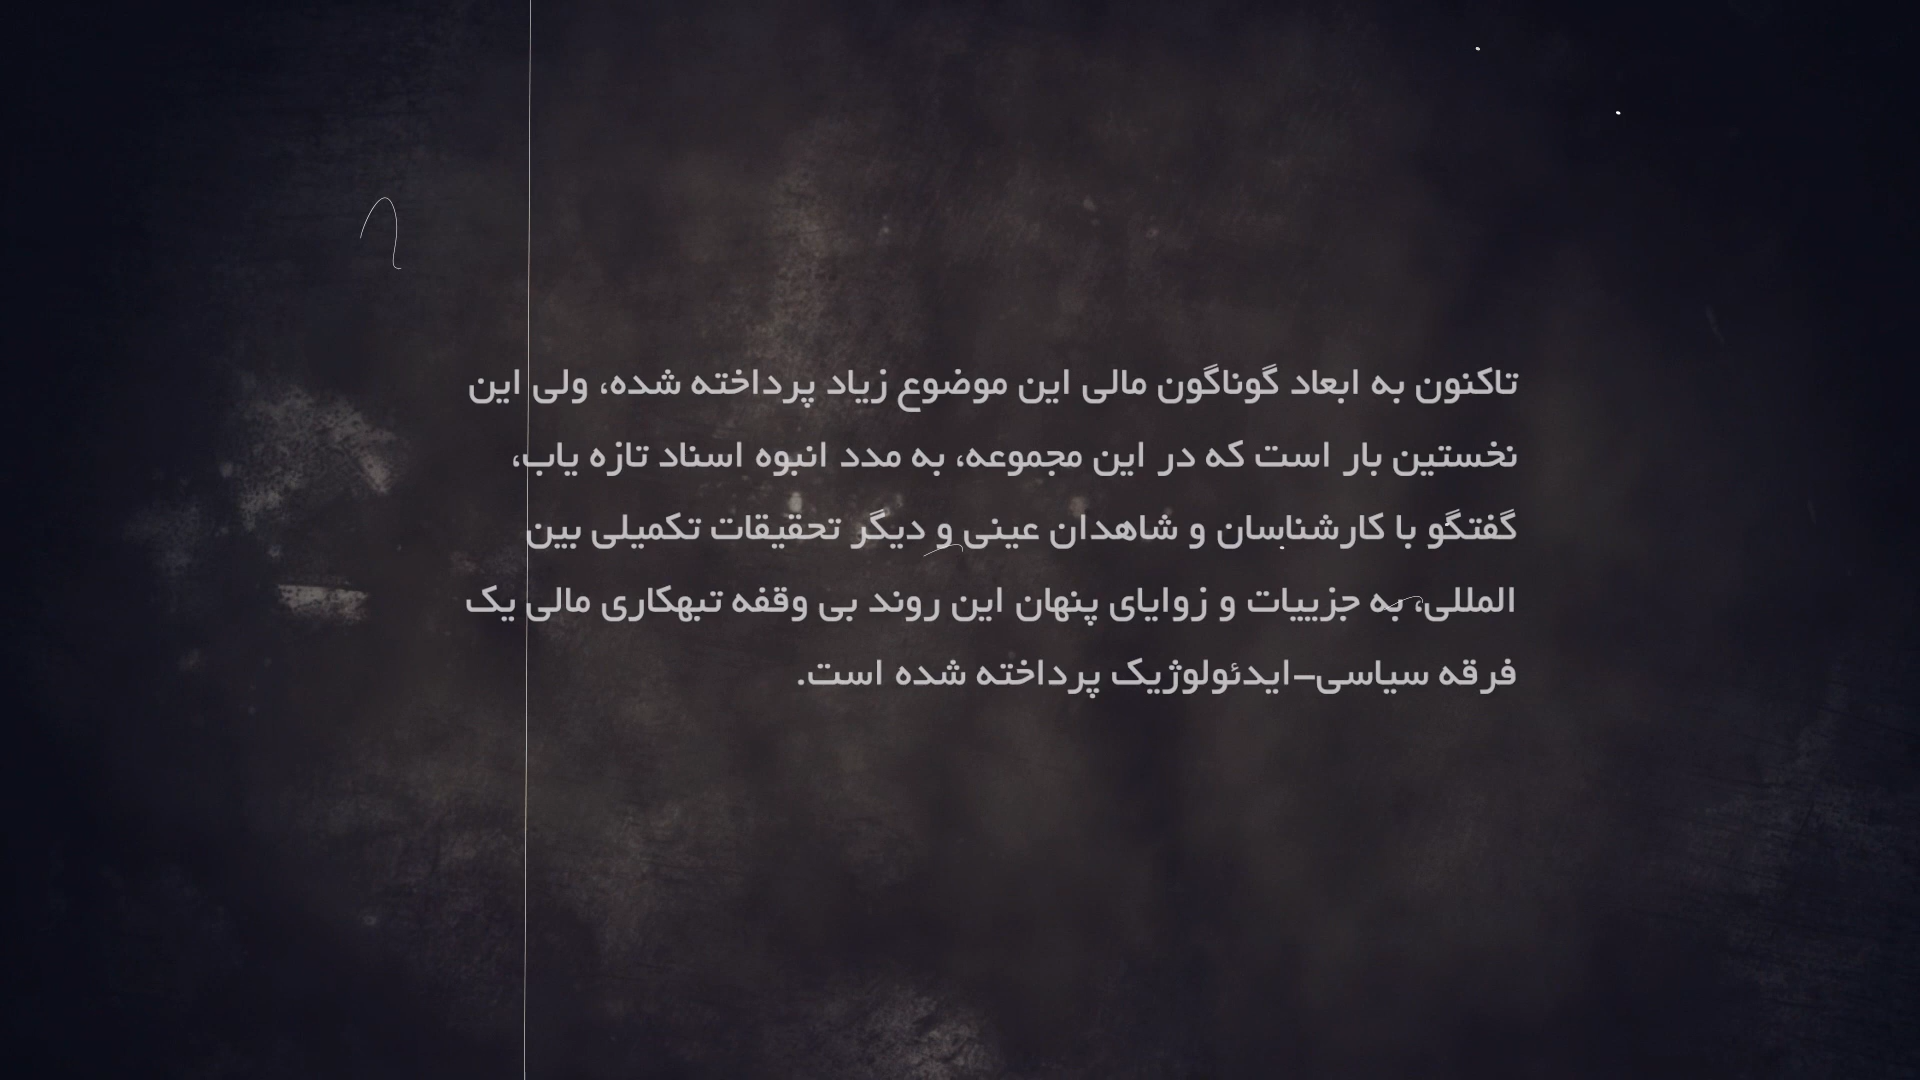 تاکنون به ابعاد گوناگون مالی این موضوع زیاد پرداخته شده، ولی این
نخستین بار است که در این مجموعه، به مدد انبوه اسناد تازه یاب،
گفتگو با کارشناسان و شاهدان عینی و دیگر تحقیقات تکمیلی بین
المللی، به جزییات و زوایای پنهان این روند بی وقفه تبهکاری مالی یک
فرقه سیاسی-ایدئولوژیک پرداخته شده است.